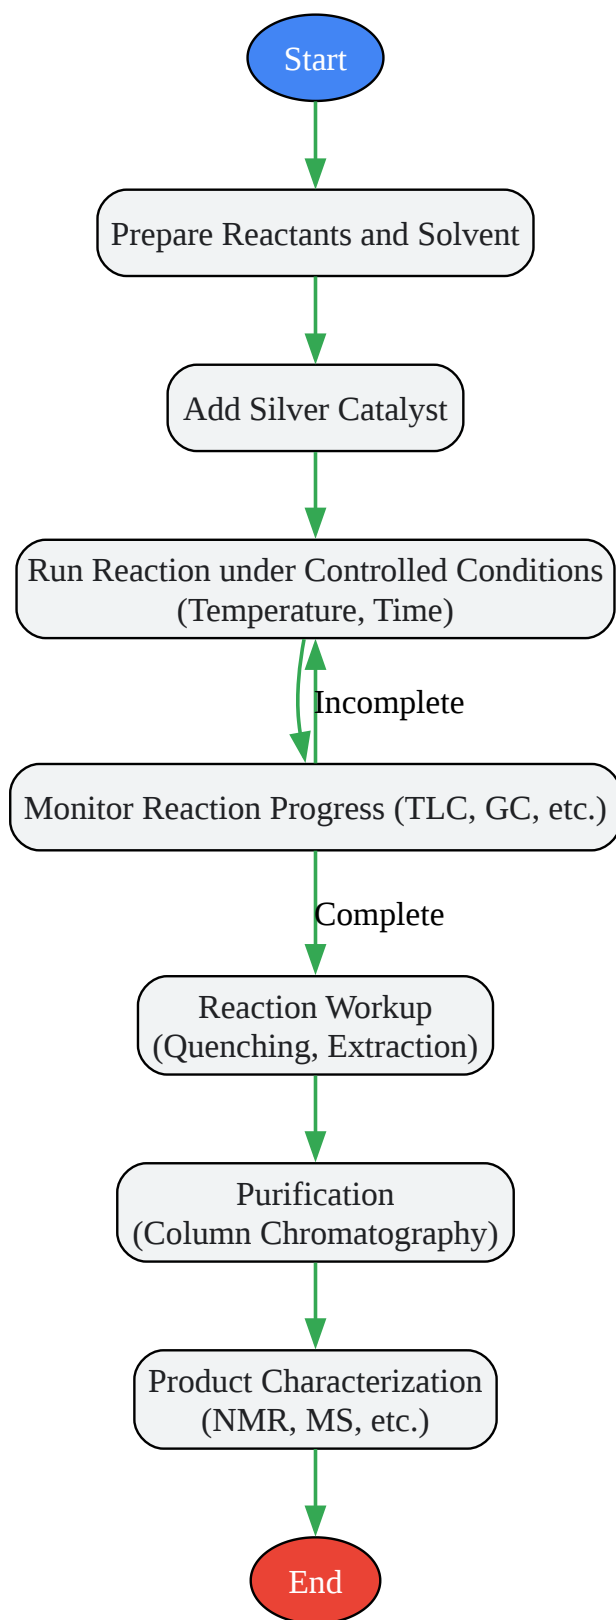 Start
Prepare Reactants and Solvent
Add Silver Catalyst
Run Reaction under Controlled Conditions
(Temperature, Time)
Incomplete
Monitor Reaction Progress (TLC, GC, etc.)
Complete
Reaction Workup
(Quenching, Extraction)
Purification
(Column Chromatography)
Product Characterization
(NMR, MS, etc.)
End